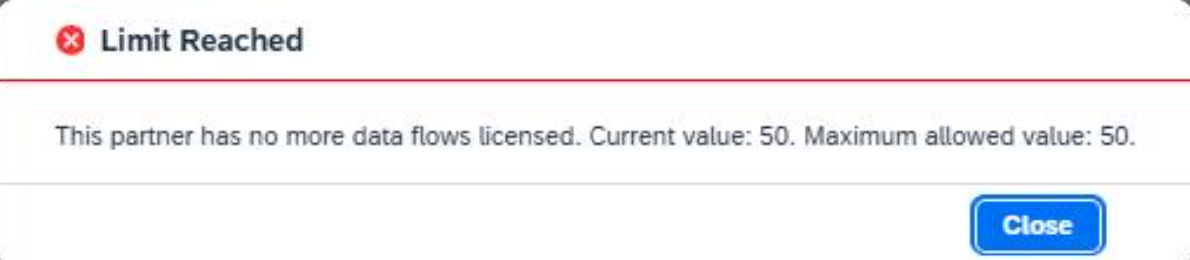 Limit Reached
This partner has no more data flows licensed. Current value: 50. Maximum allowed value: 50.
Close